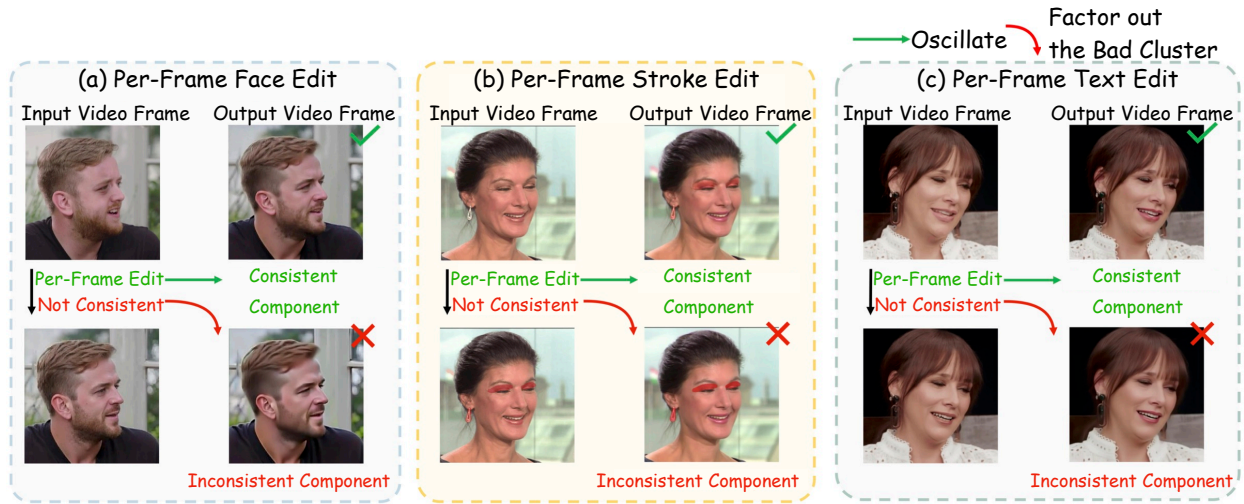 Oscillate
Factor out
the Bad Cluster
(a) Per-Frame Face Edit
Input Video Frame
Output Video Frame
Per-Frame Edit
Consistent
Not Consistent
Component
Inconsistent Component
(b) Per-Frame Stroke Edit
Input Video Frame
Output Video Frame
Per-Frame Edit
Consistent
Not Consistent
Component
Inconsistent Component
(c) Per-Frame Text Edit
Input Video Frame
Output Video Frame
Per-Frame Edit
Consistent
Not Consistent
Component
Inconsistent Component